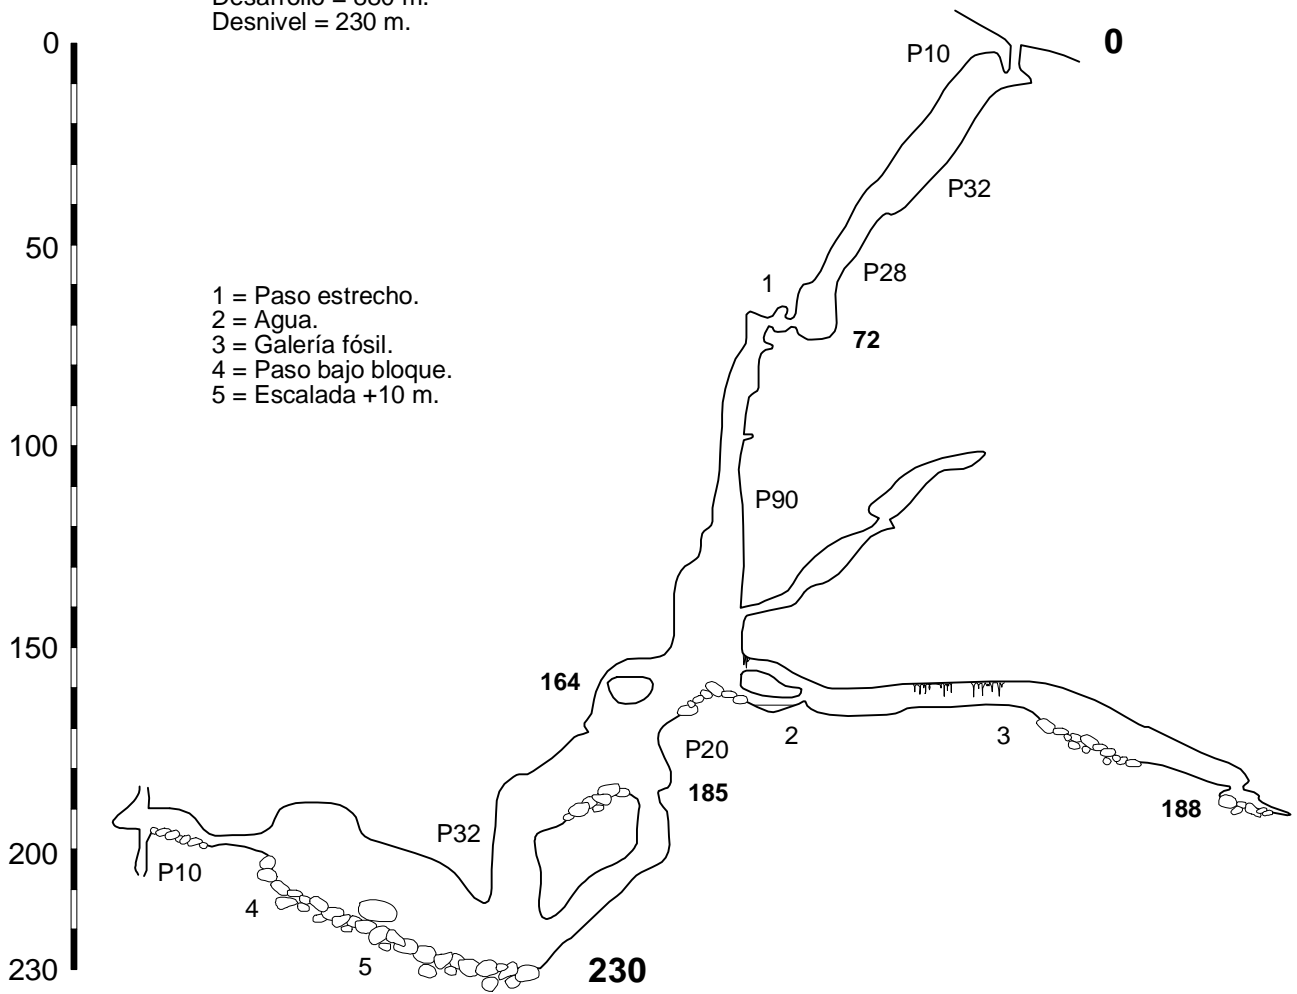 Desnivel = 230 m.
0
0
P10
P32
50
P28
1
1 = Paso estrecho.
2 = Agua.
3 = Galería fósil.
4 = Paso bajo bloque.
5 = Escalada +10 m.
72
100
P90
150
164
2
3
P20
185
188
P32
200
P10
4
5
230
230